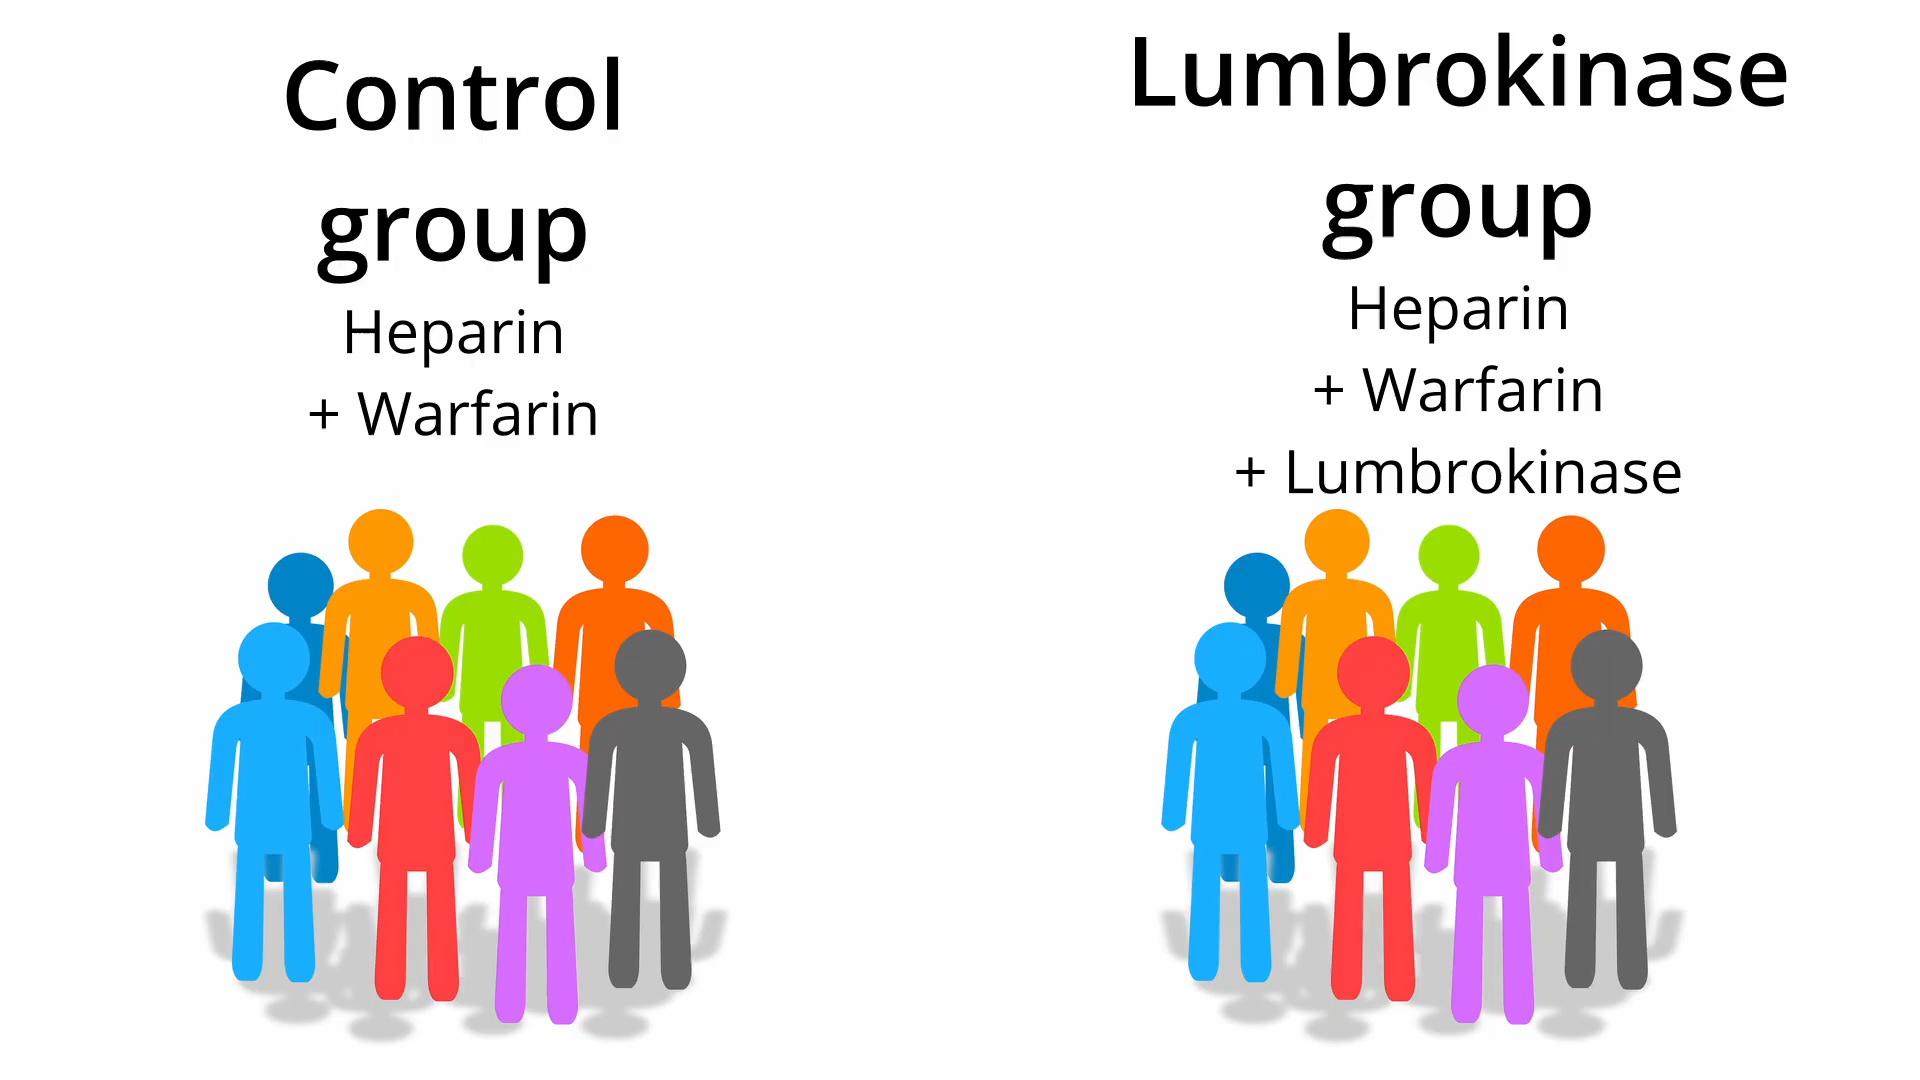 Control
group
Heparin
+ Warfarin
Lumbrokinase
group
Heparin
+ Warfarin
+ Lumbrokinase